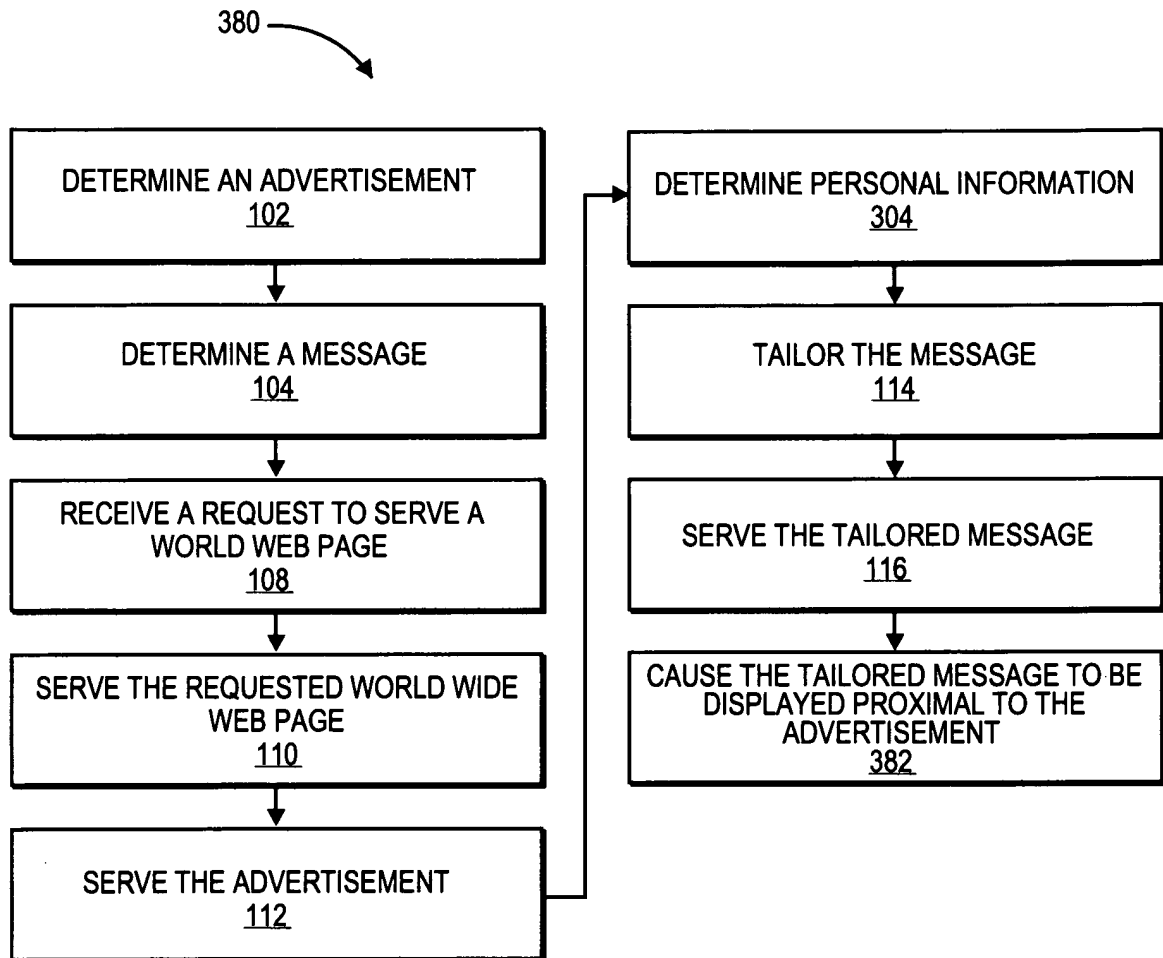 380
DETERMINE AN ADVERTISEMENT
102
DETERMINE A MESSAGE
104
RECEIVE A REQUEST TO SERVE A
WORLD WEB PAGE
108
SERVE THE REQUESTED WORLD WIDE
WEB PAGE
110
SERVE THE ADVERTISEMENT
112
DETERMINE PERSONAL INFORMATION
304
TAILOR THE MESSAGE
114
SERVE THE TAILORED MESSAGE
116
CAUSE THE TAILORED MESSAGE TO BE
DISPLAYED PROXIMAL TO THE
ADVERTISEMENT
382